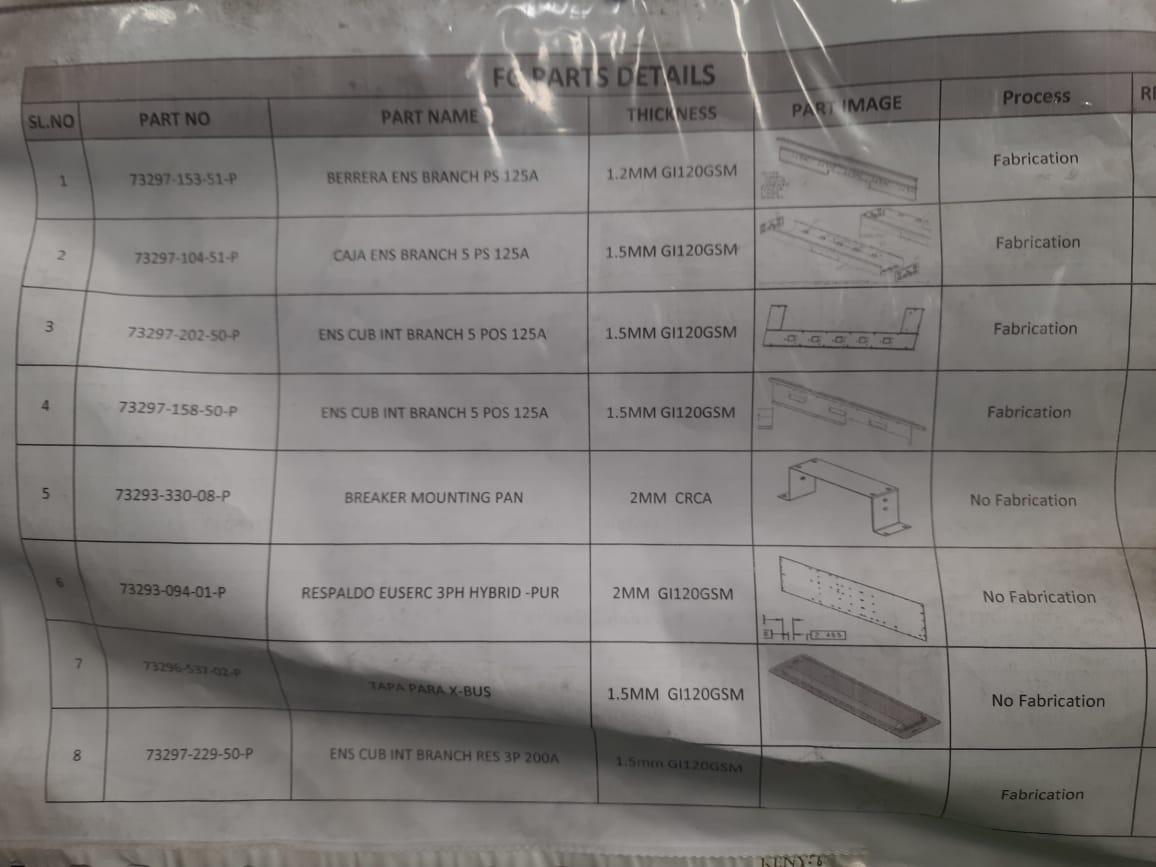 FG PARTS DETAILS
SL.NO PART NO PART NAME THICKNESS PART IMAGE Process
1 73297-153-51-P BERRERA ENS BRANCH PS 125A 1.2MM GI120GSM Fabrication
2 73297-104-51-P CAJA ENS BRANCH 5 PS 125A 1.5MM GI120GSM Fabrication
3 73297-202-50-P ENS CUB INT BRANCH 5 POS 125A 1.5MM GI120GSM Fabrication
4 73297-158-50-P ENS CUB INT BRANCH 5 POS 125A 1.5MM GI120GSM Fabrication
5 73293-330-08-P BREAKER MOUNTING PAN 2MM CRCA No Fabrication
6 73293-094-01-P RESPALDO EUSERC 3PH HYBRID -PUR 2MM GI120GSM No Fabrication
7 73296-537-02-P TAPA PARA X-BUS 1.5MM GI120GSM No Fabrication
8 73297-229-50-P ENS CUB INT BRANCH RES 3P 200A 1.5mm GI120GSM Fabrication